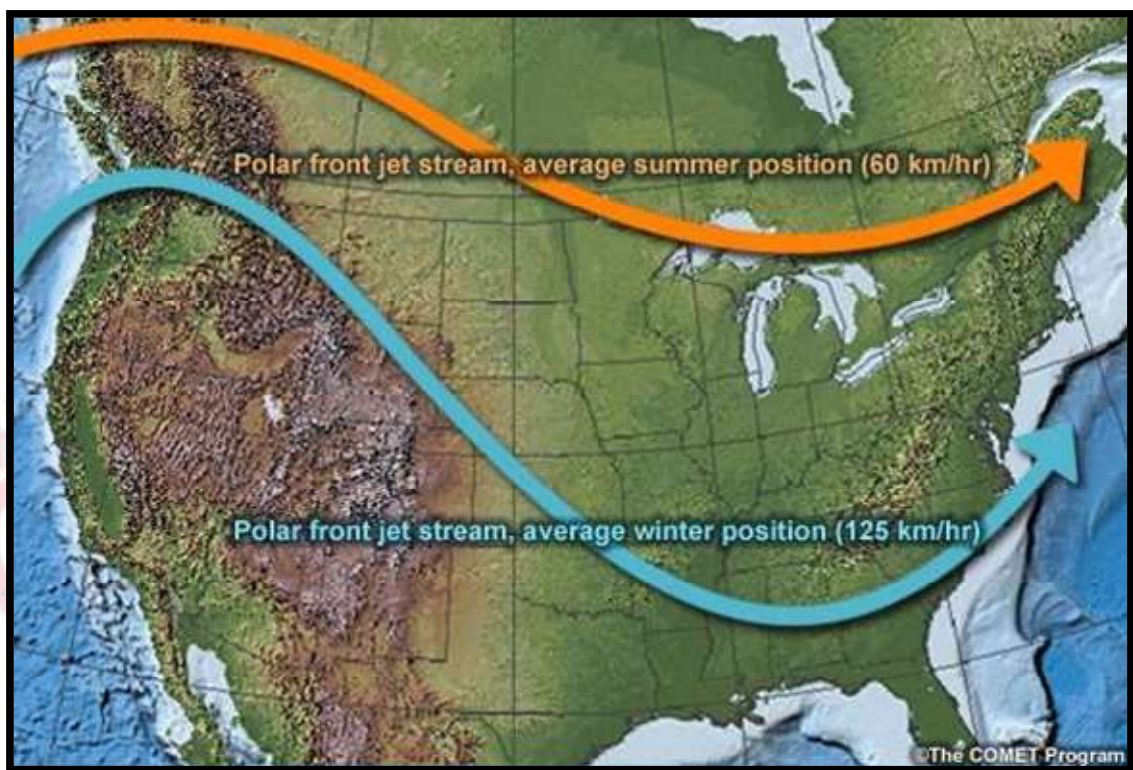 Polar front jet stream, average summer position (60 km/hr)
Polar front jet stream, average winter position (125 km/hr)
©The COMET Program